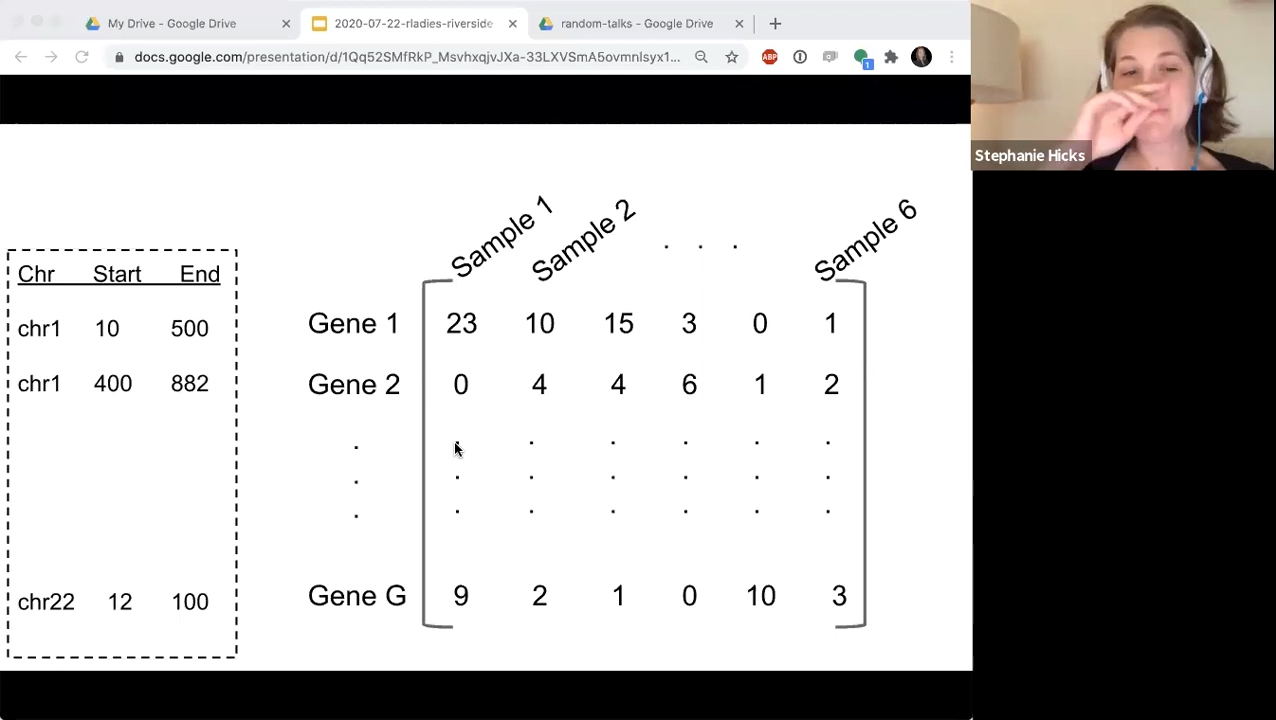 My Drive - Google Drive
2020-07-22-rladies-riverside
random-talks - Google Drive
docs.google.com/presentation/d/1Qq52SMfRkP_MsvhxqjvJXa-33LXVSmA5ovmnlsyx1...
ABP
1
Stephanie Hicks
Sample 1 Sample 2 . . . Sample 6
Chr Start End
chr1 10 500
chr1 400 882
chr22 12 100
Gene 1 23 10 15 3 0 1
Gene 2 0 4 4 6 1 2
. . . . . . .
. . . . . . .
. . . . . . .
Gene G 9 2 1 0 10 3